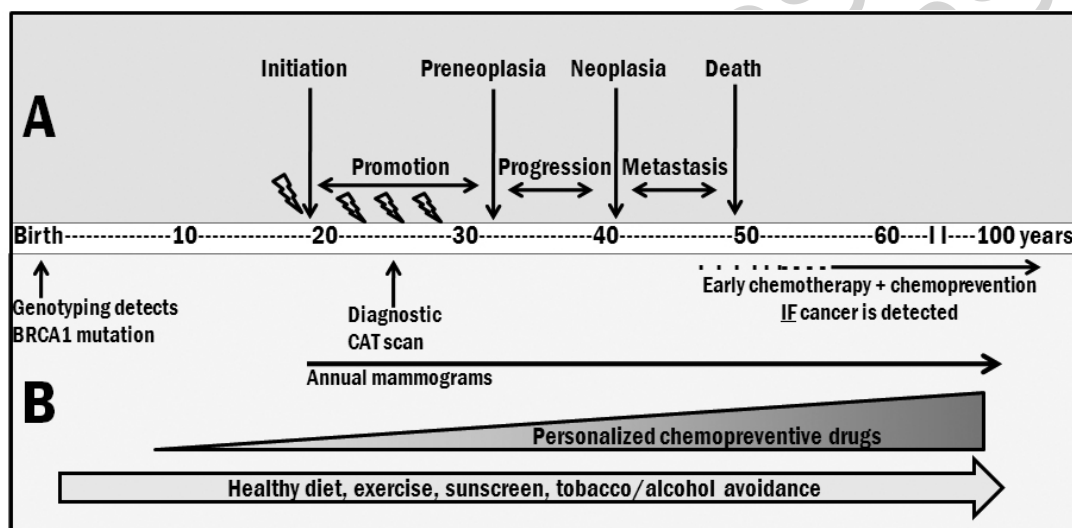 Initiation Preneoplasia Neoplasia Death
A
Promotion Progression Metastasis
Birth---------------10---------------20---------------30---------------40---------------50---------------60----I I----100 years
Genotyping detects
BRCA1 mutation
Diagnostic
CAT scan
Early chemotherapy + chemoprevention
IF cancer is detected
Annual mammograms
B
Personalized chemopreventive drugs
Healthy diet, exercise, sunscreen, tobacco/alcohol avoidance